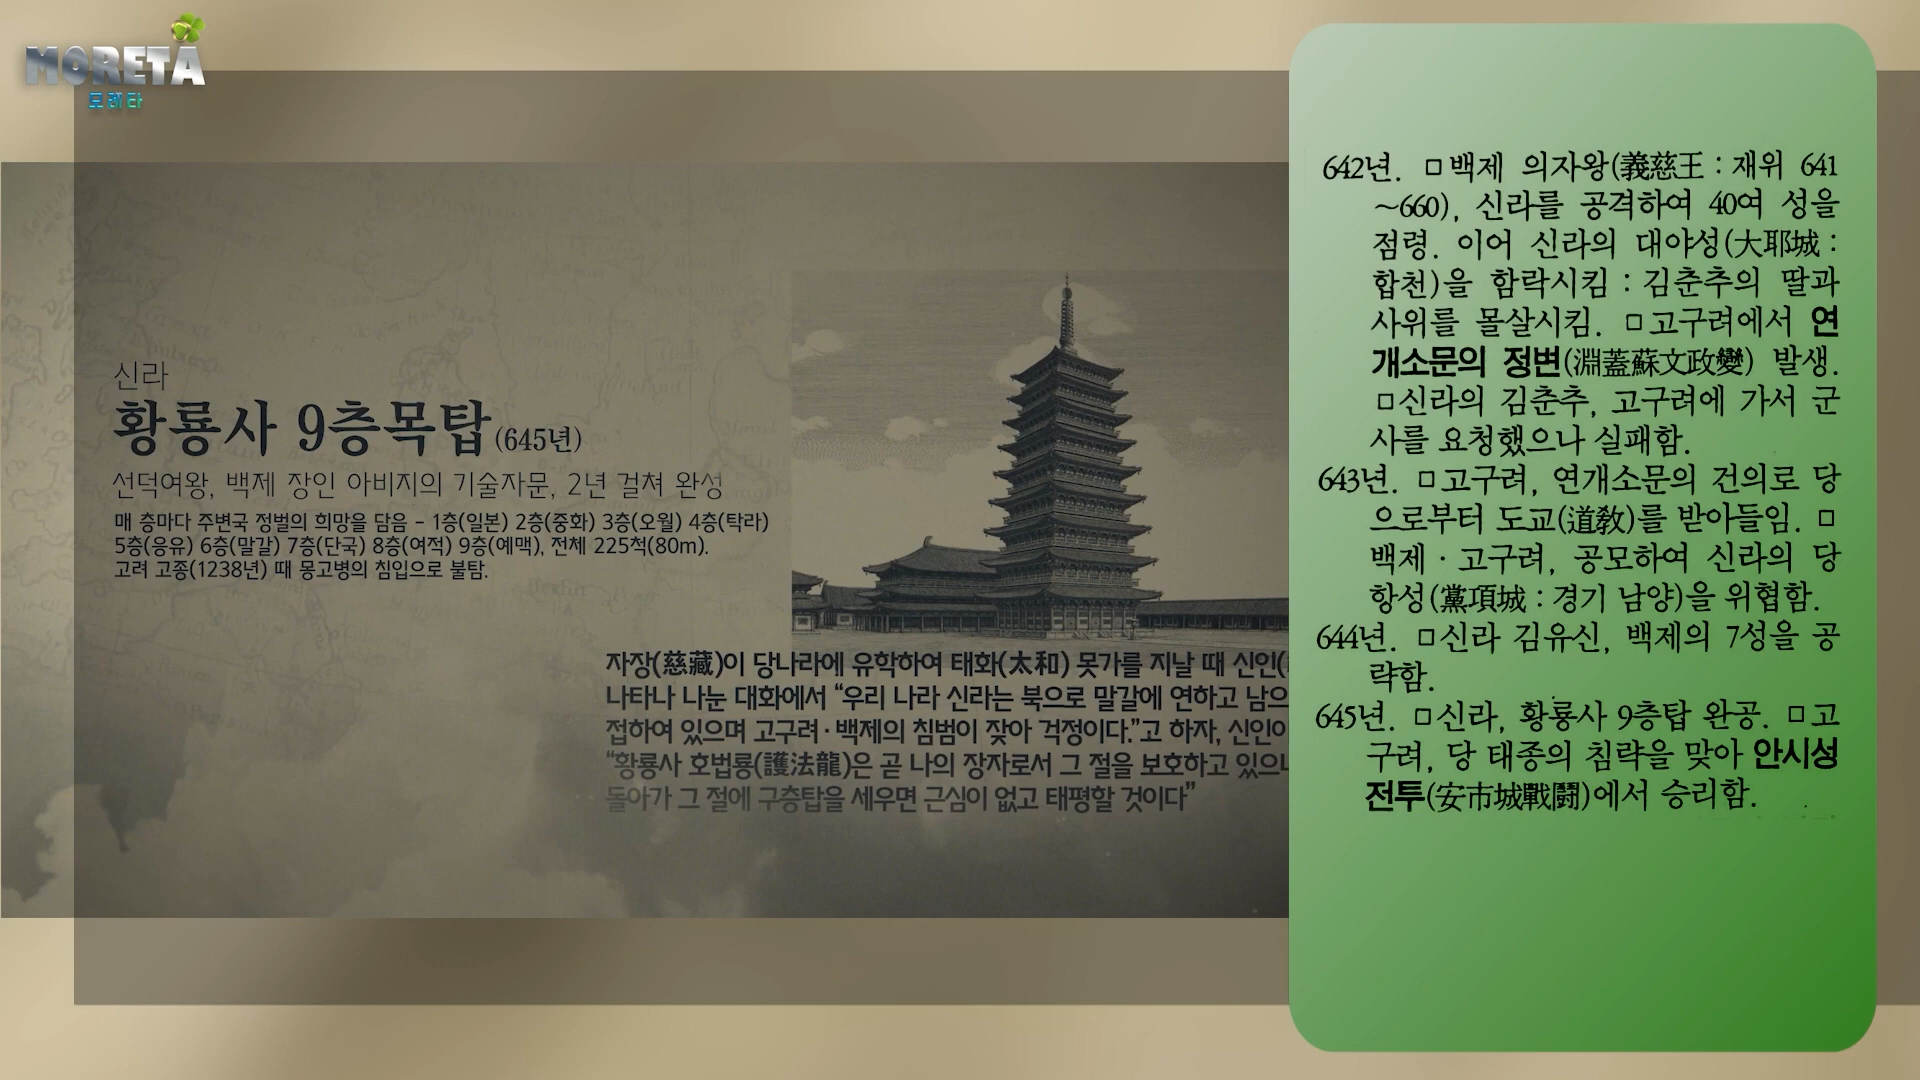 MORETA
모레타
신라
황룡사 9층목탑(645년)
선덕여왕, 백제 장인 아비지의 기술자문, 2년 걸쳐 완성
매 층마다 주변국 정벌의 희망을 담음 - 1층(일본) 2층(중화) 3층(오월) 4층(탁라)
5층(응유) 6층(말갈) 7층(단국) 8층(여적) 9층(예맥), 전체 225척(80m).
고려 고종(1238년) 때 몽고병의 침입으로 불탐.
자장(慈藏)이 당나라에 유학하여 태화(太和) 못가를 지날 때 신인(
나타나 나눈 대화에서 “우리 나라 신라는 북으로 말갈에 연하고 남으
접하여 있으며 고구려·백제의 침범이 잦아 걱정이다.”고 하자, 신인이
“황룡사 호법룡(護法龍)은 곧 나의 장자로서 그 절을 보호하고 있으니
돌아가 그 절에 구층탑을 세우면 근심이 없고 태평할 것이다”
642년. □백제 의자왕(義慈王 : 재위 641
~660), 신라를 공격하여 40여 성을
점령. 이어 신라의 대야성(大耶城 :
합천)을 함락시킴 : 김춘추의 딸과
사위를 몰살시킴. □고구려에서 연
개소문의 정변(淵蓋蘇文政變) 발생.
□신라의 김춘추, 고구려에 가서 군
사를 요청했으나 실패함.
643년. □고구려, 연개소문의 건의로 당
으로부터 도교(道敎)를 받아들임. □
백제·고구려, 공모하여 신라의 당
항성(黨項城 : 경기 남양)을 위협함.
644년. □신라 김유신, 백제의 7성을 공
략함.
645년. □신라, 황룡사 9층탑 완공. □고
구려, 당 태종의 침략을 맞아 안시성
전투(安市城戰鬪)에서 승리함.